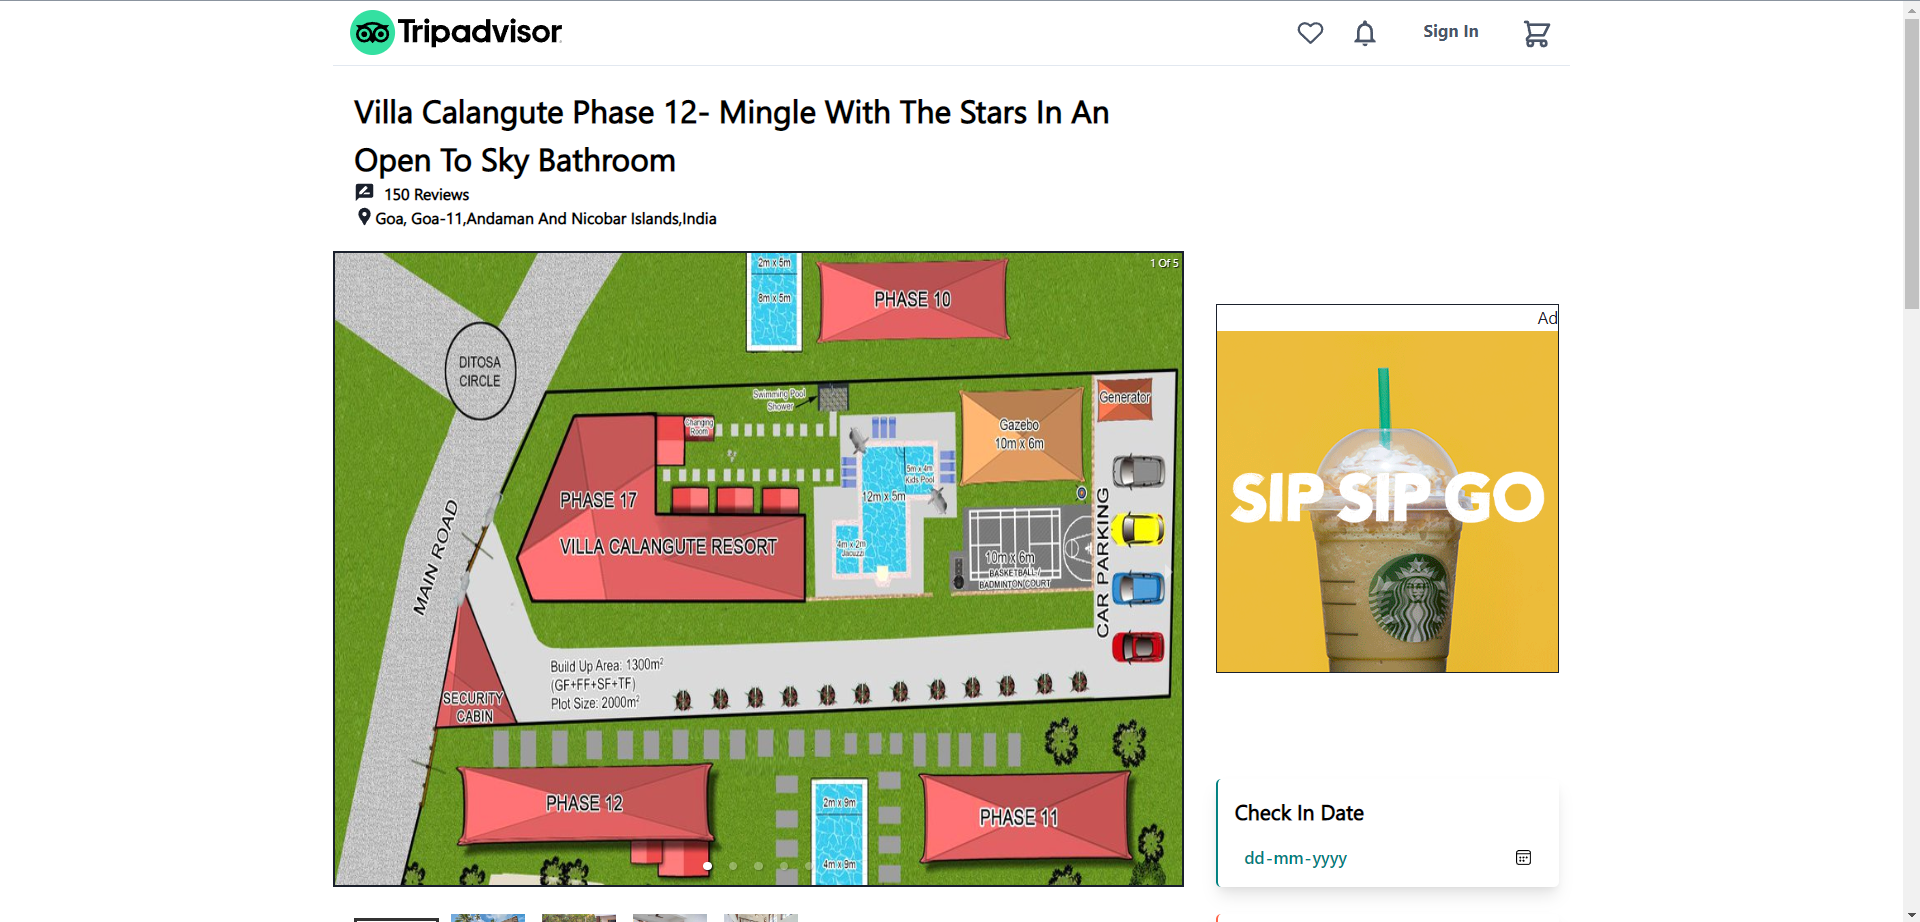 Tripadvisor
Sign In
Villa Calangute Phase 12- Mingle With The Stars In An
Open To Sky Bathroom
150 Reviews
Goa, Goa-11,Andaman And Nicobar Islands,India
1 Of 5
2m x 5m
8m x 5m
PHASE 10
DITOSA
CIRCLE
Swimming Pool
Shower
Changing
Room
Gazebo
10m x 6m
Generator
5m x 4m
Kids Pool
12m x 5m
PHASE 17
VILLA CALANGUTE RESORT
4m x 2m
Jacuzzi
10m x 6m
BASKETBALL /
BADMINTON COURT
CAR PARKING
MAIN ROAD
Build Up Area: 1300m²
(GF+FF+SF+TF)
Plot Size: 2000m²
SECURITY
CABIN
PHASE 12
2m x 9m
4m x 9m
PHASE 11
Ad
SIP SIP GO
Check In Date
dd-mm-yyyy